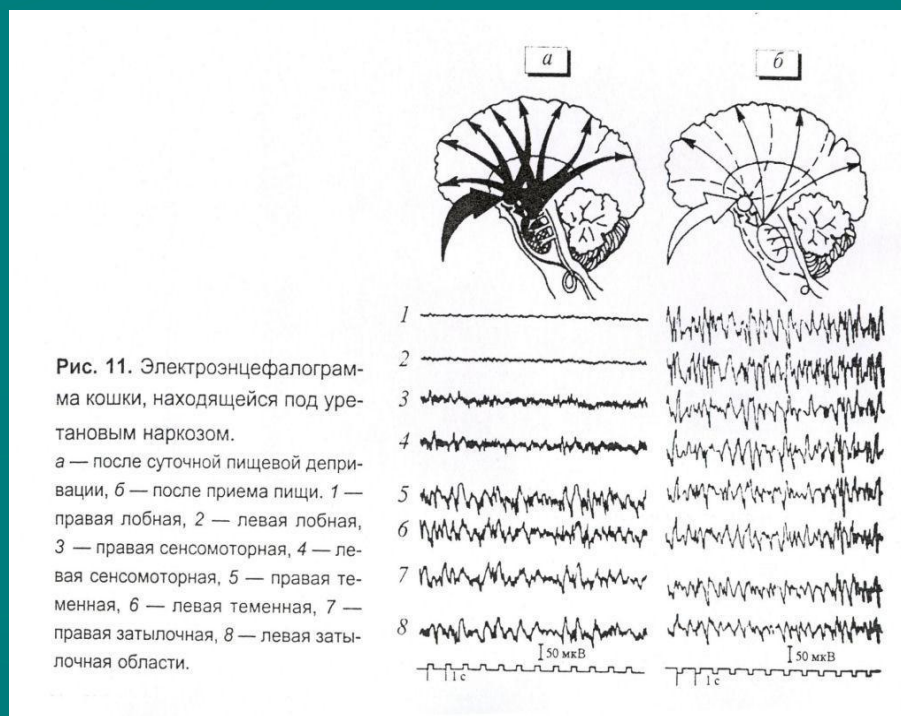 а
б
Рис. 11. Электроэнцефалограм-
ма кошки, находящейся под уре-
тановым наркозом.
а — после суточной пищевой депри-
вации, б — после приема пищи. 1 —
правая лобная, 2 — левая лобная,
3 — правая сенсомоторная, 4 — ле-
вая сенсомоторная, 5 — правая те-
менная, 6 — левая теменная, 7 —
правая затылочная, 8 — левая заты-
лочная области.
1
2
3
4
5
6
7
8
50 мкВ
1 с
50 мкВ
1 с